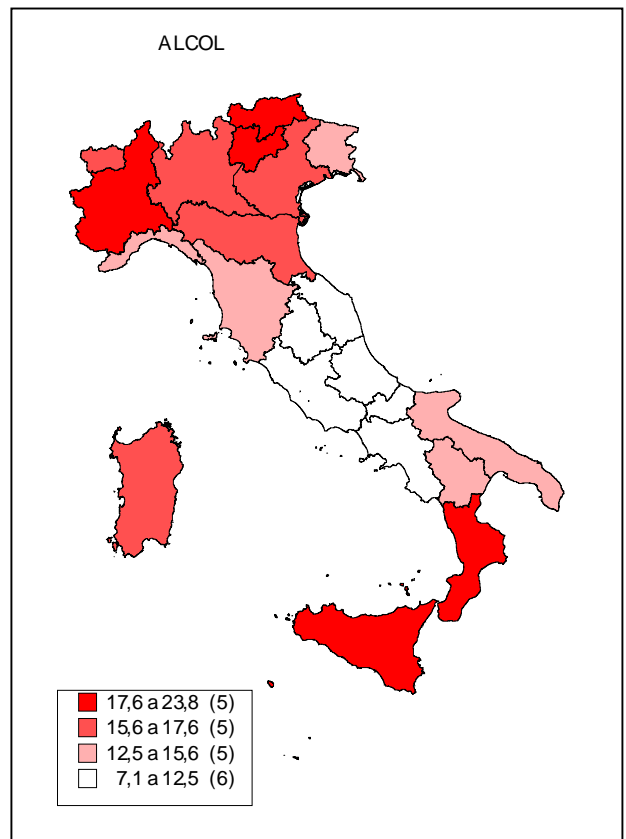 ALCOL
17,6 a 23,8 (5)
15,6 a 17,6 (5)
12,5 a 15,6 (5)
7,1 a 12,5 (6)